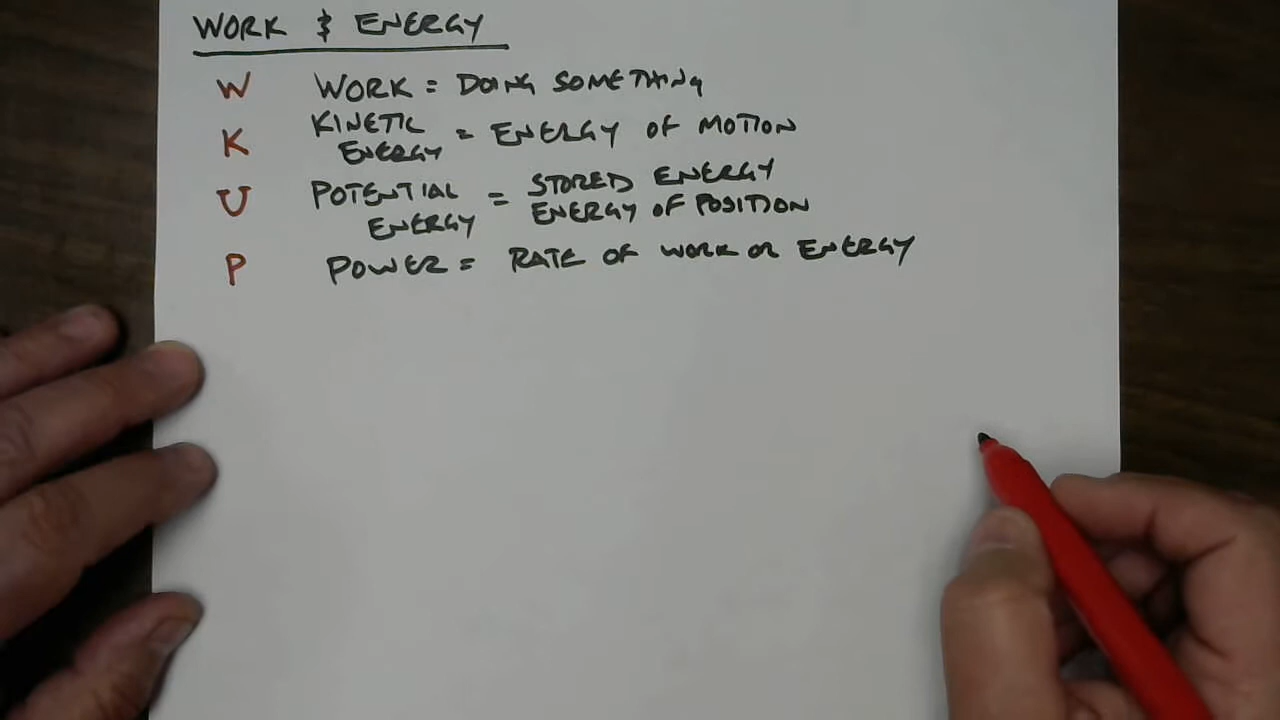 WORK & ENERGY
W WORK = DOING SOMETHING
K KINETIC ENERGY = ENERGY OF MOTION
U POTENTIAL ENERGY = STORED ENERGY
ENERGY OF POSITION
P POWER = RATE OF WORK OR ENERGY